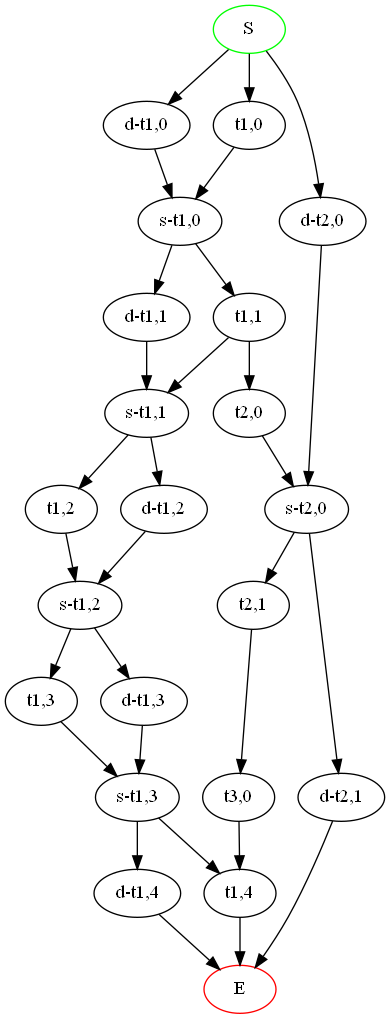 S
d-t1,0
t1,0
s-t1,0
d-t2,0
d-t1,1
t1,1
s-t1,1
t2,0
t1,2
d-t1,2
s-t2,0
s-t1,2
t2,1
t1,3
d-t1,3
s-t1,3
t3,0
d-t2,1
d-t1,4
t1,4
E